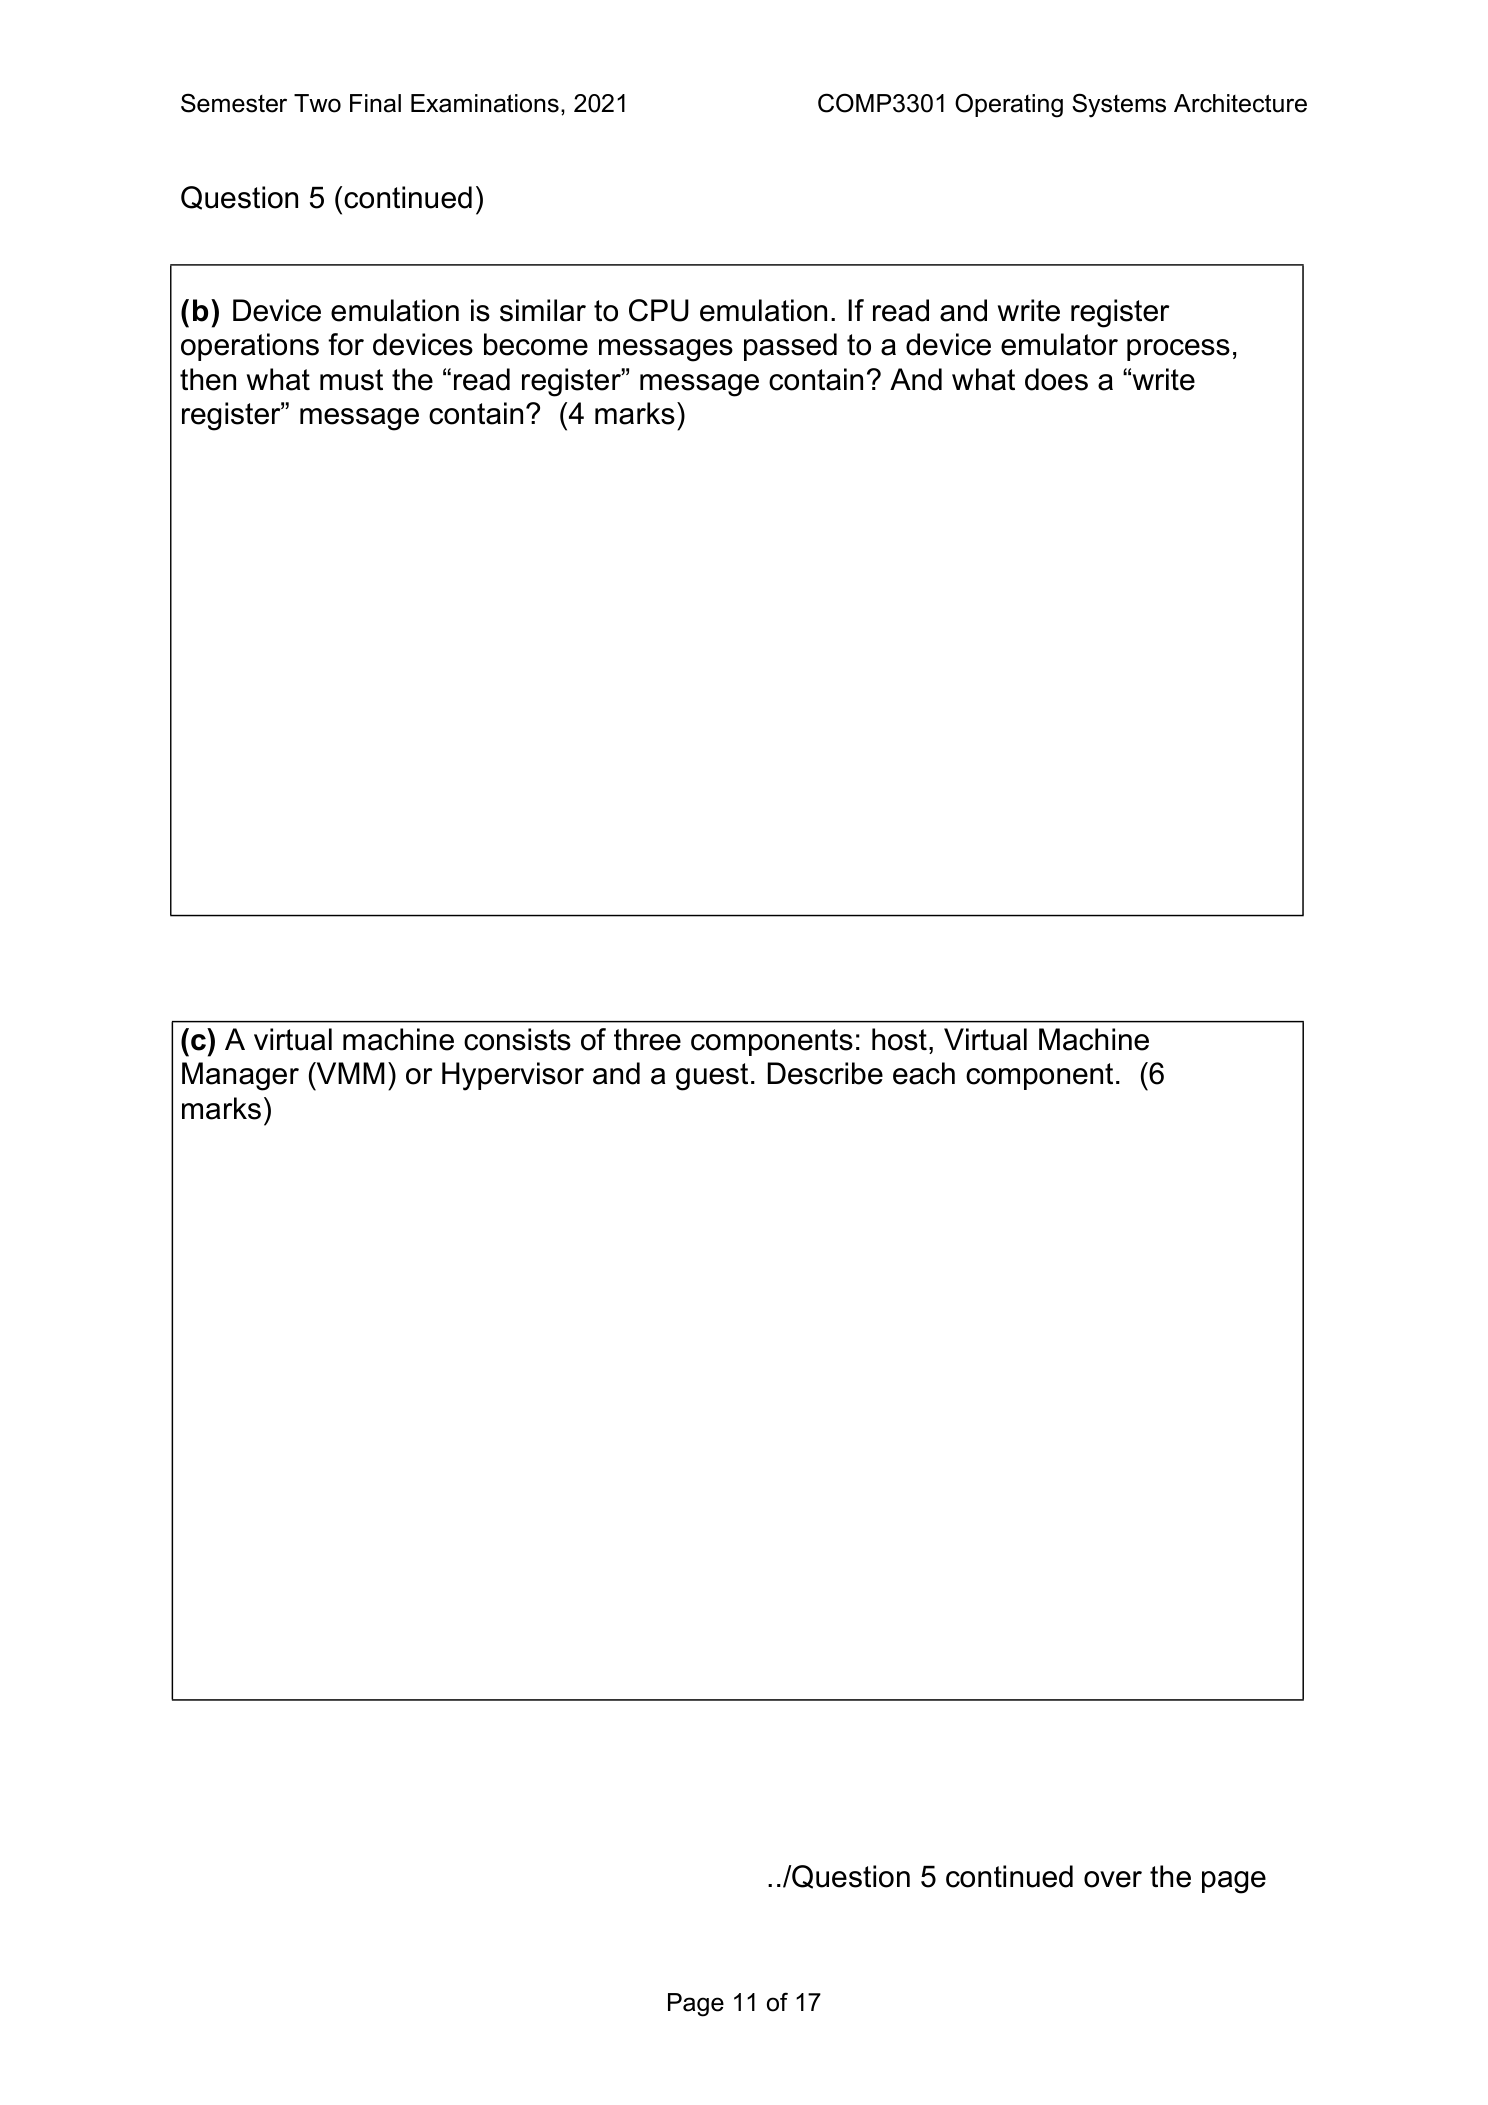 Semester Two Final Examinations, 2021 COMP3301 Operating Systems Architecture
Question 5 (continued)
(b) Device emulation is similar to CPU emulation. If read and write register
operations for devices become messages passed to a device emulator process,
then what must the “read register” message contain? And what does a “write
register” message contain?  (4 marks)
(c) A virtual machine consists of three components: host, Virtual Machine
Manager (VMM) or Hypervisor and a guest. Describe each component.  (6
marks)
../Question 5 continued over the page
Page 11 of 17